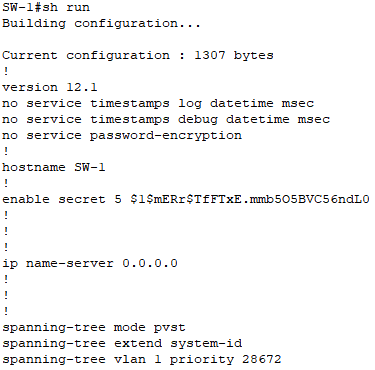 SW-1#sh run
Building configuration...

Current configuration : 1307 bytes
!
version 12.1
no service timestamps log datetime msec
no service timestamps debug datetime msec
no service password-encryption
!
hostname SW-1
!
enable secret 5 $1$mERr$TfFTxE.mmb5O5BVC56ndL0
!
!
!
ip name-server 0.0.0.0
!
!
!
spanning-tree mode pvst
spanning-tree extend system-id
spanning-tree vlan 1 priority 28672